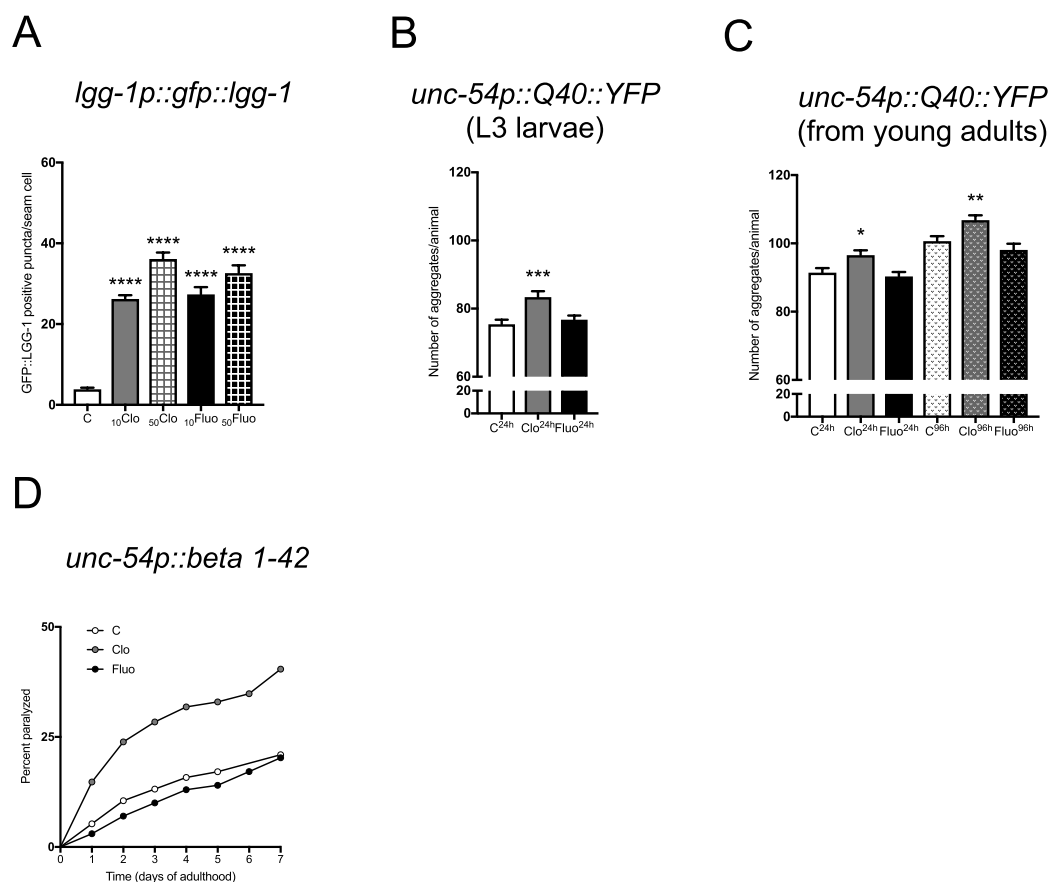 A
lgg-1p::gfp::lgg-1
GFP::LGG-1 positive puncta/seam cell
60
40
20
0
****
****
****
****
C
10Clo
50Clo
10Fluo
50Fluo
B
unc-54p::Q40::YFP
(L3 larvae)
Number of aggregates/animal
120
100
80
60
20
0
***
C24h
Clo24h
Fluo24h
C
unc-54p::Q40::YFP
(from young adults)
Number of aggregates/animal
120
100
80
60
20
0
*
**
C24h
Clo24h
Fluo24h
C96h
Clo96h
Fluo96h
D
unc-54p::beta 1-42
Percent paralyzed
50
25
0
C
Clo
Fluo
0 1 2 3 4 5 6 7
Time (days of adulthood)